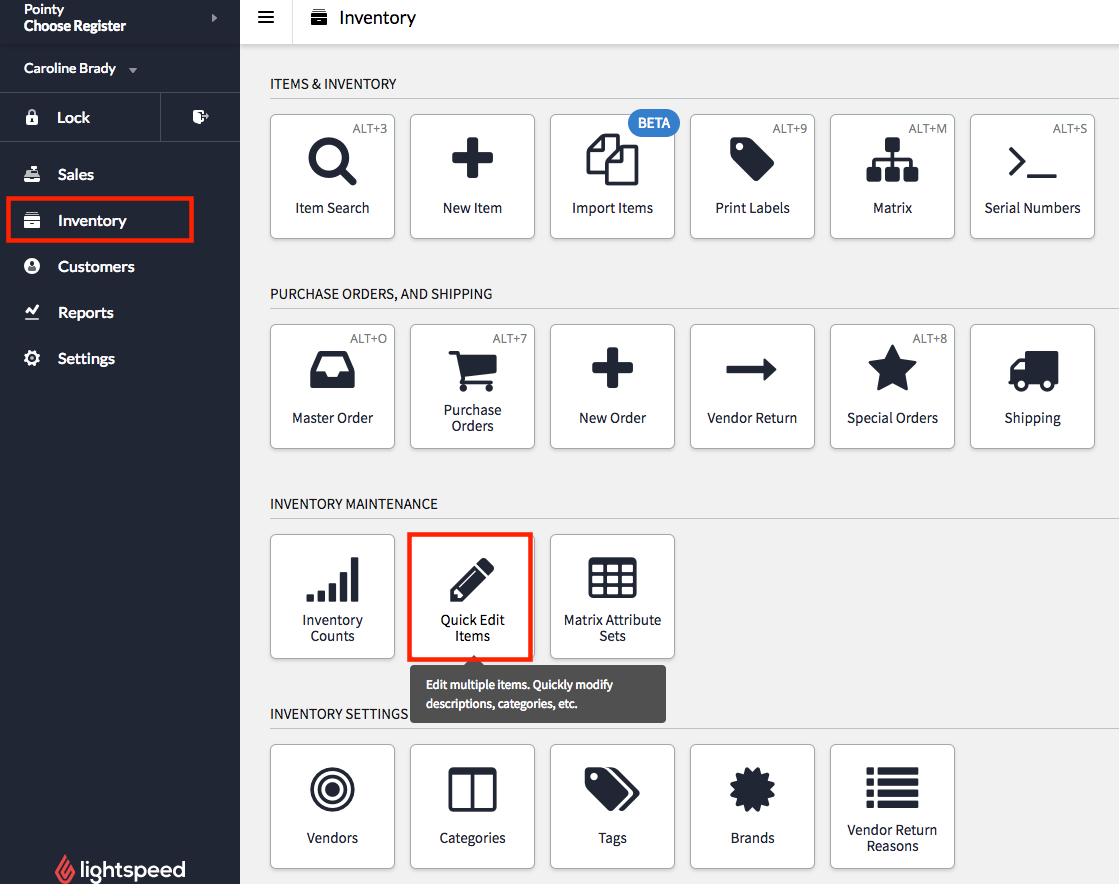 Pointy
Choose Register
Caroline Brady
Lock
Sales
Inventory
Customers
Reports
Settings
lightspeed
Inventory
ITEMS & INVENTORY
ALT+3
Item Search
New Item
BETA
Import Items
ALT+9
Print Labels
ALT+M
Matrix
ALT+S
Serial Numbers
PURCHASE ORDERS, AND SHIPPING
ALT+O
Master Order
ALT+7
Purchase
Orders
New Order
Vendor Return
ALT+8
Special Orders
Shipping
INVENTORY MAINTENANCE
Inventory
Counts
Quick Edit
Items
Matrix Attribute
Sets
Edit multiple items. Quickly modify
descriptions, categories, etc.
INVENTORY SETTINGS
Vendors
Categories
Tags
Brands
Vendor Return
Reasons